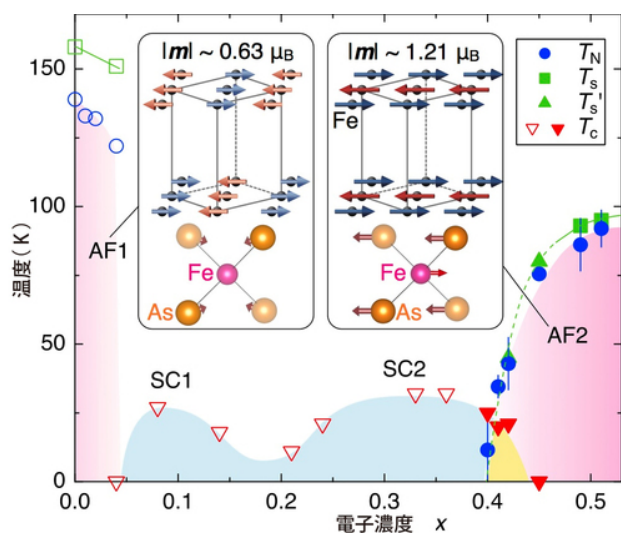 |m| ~ 0.63 μB
|m| ~ 1.21 μB
Fe
Fe
As
Fe
As
TN
Ts
Ts'
Tc
AF1
AF2
SC1
SC2
150
100
50
0
温度(K)
0.0
0.1
0.2
0.3
0.4
0.5
電子濃度 x